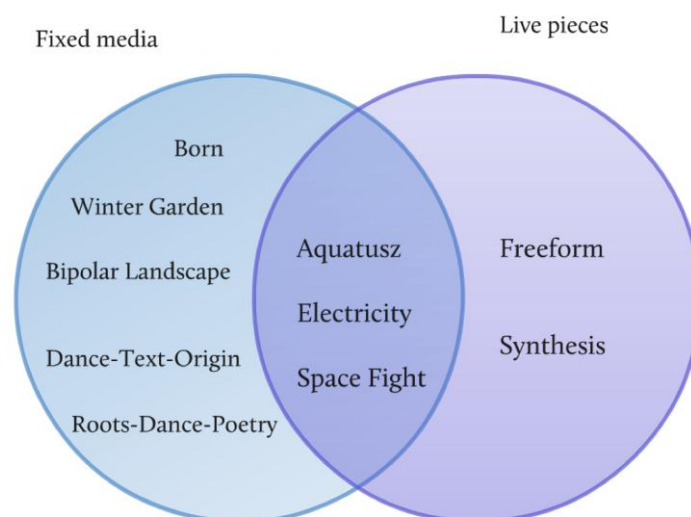 Fixed media
Live pieces
Born
Winter Garden
Bipolar Landscape
Dance-Text-Origin
Roots-Dance-Poetry
Aquatusz
Electricity
Space Fight
Freeform
Synthesis